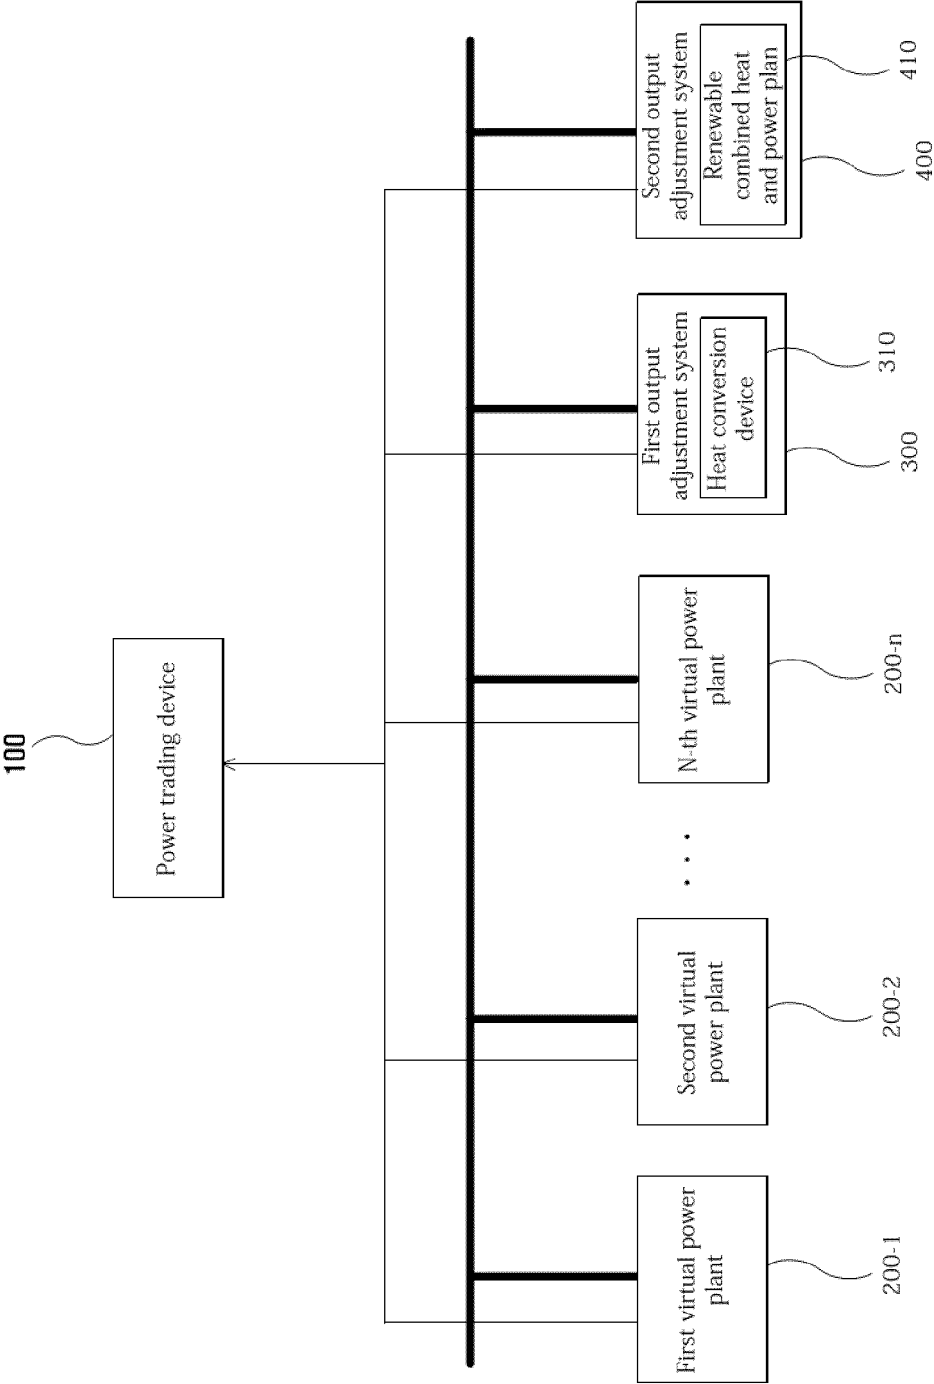 100
Power trading device
First virtual power
plant
200-1
Second virtual
power plant
200-2
. . .
N-th virtual power
plant
200-n
First output
adjustment system
Heat conversion
device
310
300
Second output
adjustment system
Renewable
combined heat
and power plan
410
400